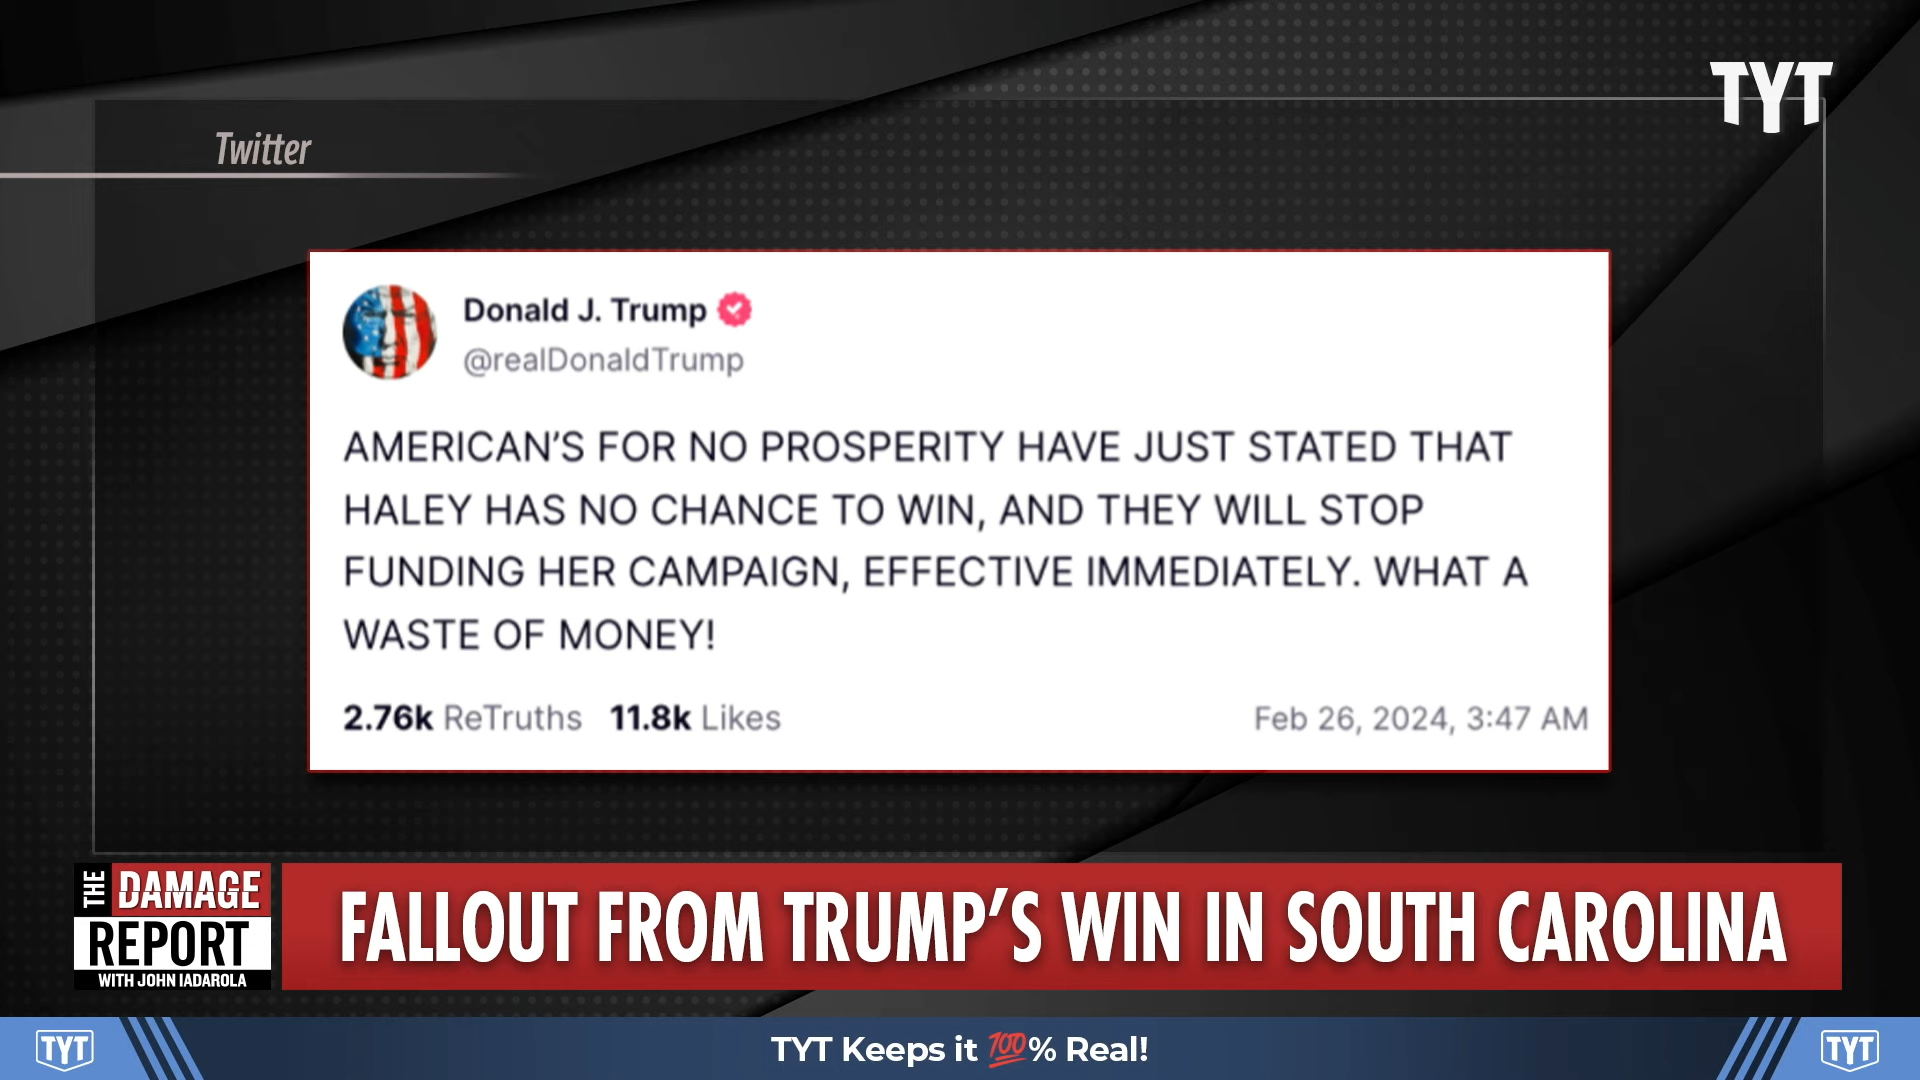 TYT
Twitter
Donald J. Trump
@realDonaldTrump
AMERICAN’S FOR NO PROSPERITY HAVE JUST STATED THAT
HALEY HAS NO CHANCE TO WIN, AND THEY WILL STOP
FUNDING HER CAMPAIGN, EFFECTIVE IMMEDIATELY. WHAT A
WASTE OF MONEY!
2.76k ReTruths 11.8k Likes
Feb 26, 2024, 3:47 AM
THE DAMAGE
REPORT
WITH JOHN IADAROLA
FALLOUT FROM TRUMP’S WIN IN SOUTH CAROLINA
TYT
TYT Keeps it 💯% Real!
TYT